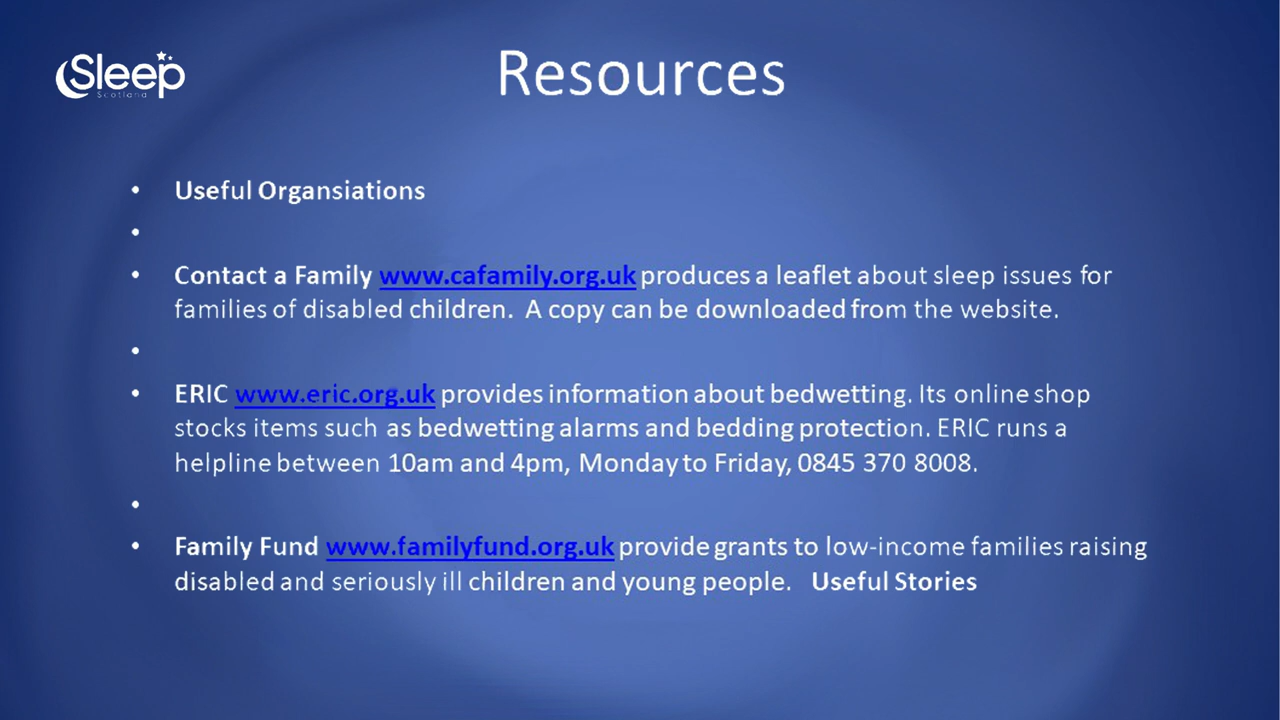 Sleep
Scotland
Resources
• Useful Organsiations
•
• Contact a Family www.cafamily.org.uk produces a leaflet about sleep issues for
families of disabled children.  A copy can be downloaded from the website.
•
• ERIC www.eric.org.uk provides information about bedwetting. Its online shop
stocks items such as bedwetting alarms and bedding protection. ERIC runs a
helpline between 10am and 4pm, Monday to Friday, 0845 370 8008.
•
• Family Fund www.familyfund.org.uk provide grants to low-income families raising
disabled and seriously ill children and young people.   Useful Stories